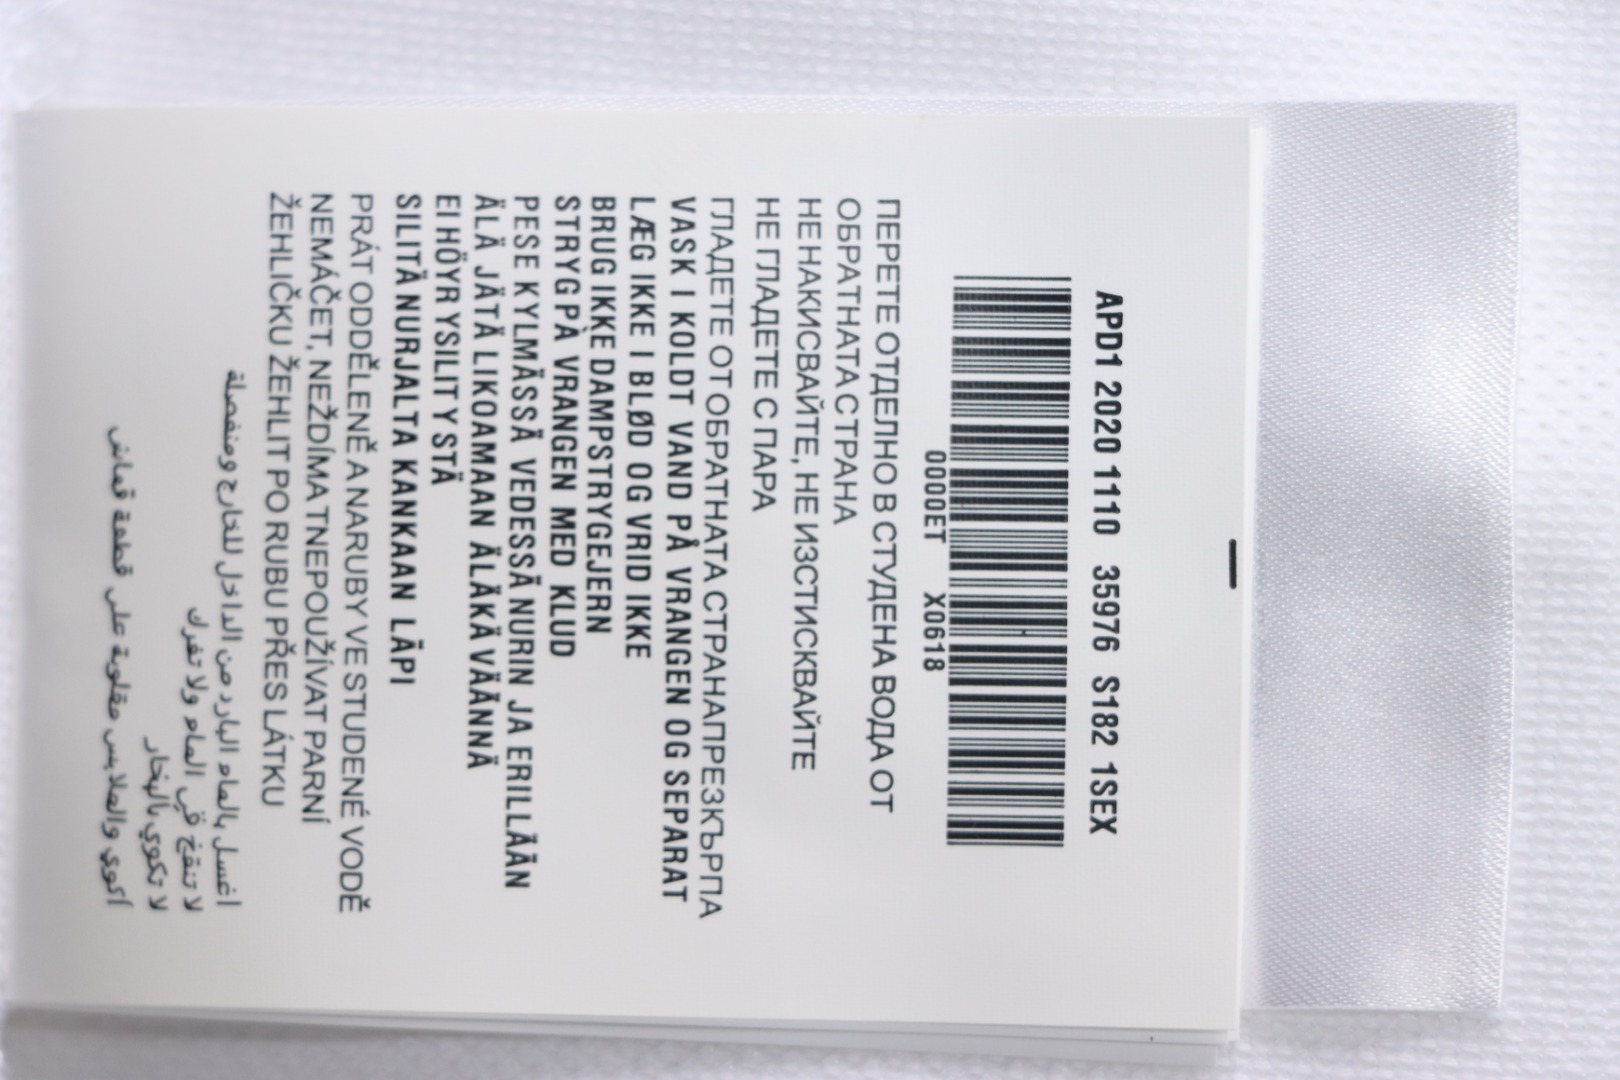 APD1 2020 1110 35976 S182 1SEX
0000ET X0618
ПЕРЕТЕ ОТДЕЛНО В СТУДЕНА ВОДА ОТ
ОБРАТНАТА СТРАНА
НЕ НАКИСВАЙТЕ, НЕ ИЗСТИСКВАЙТЕ
НЕ ГЛАДЕТЕ С ПАРА
ГЛАДЕТЕ ОТ ОБРАТНАТА СТРАНАПРЕЗКЪРПА
VASK I KOLDT VAND PÅ VRANGEN OG SEPARAT
LÆG IKKE I BLØD OG VRID IKKE
BRUG IKKE DAMPSTRYGEJERN
STRYG PÅ VRANGEN MED KLUD
PESE KYLMÄSSÄ VEDESSÄ NURIN JA ERILLÄÄN
ÄLÄ JÄTÄ LIKOAMAAN ÄLÄKÄ VÄÄNNÄ
EI HÖYRYSILITYSTÄ
SILITÄ NURJALTA KANKAAN LÄPI
PRÁT ODDĚLENĚ A NARUBY VE STUDENÉ VODĚ
NEMÁČET, NEŽDÍMA TNEPOUŽÍVAT PARNÍ
ŽEHLIČKU ŽEHLIT PO RUBU PŘES LÁTKU
اغسل بالماء البارد من الداخل للخارج ومنفصلة
لا تنقخ في الماء ولا تفرك
لا تكوي بالبخار
أكوي والملابس مقلوبة على قطعة قماش